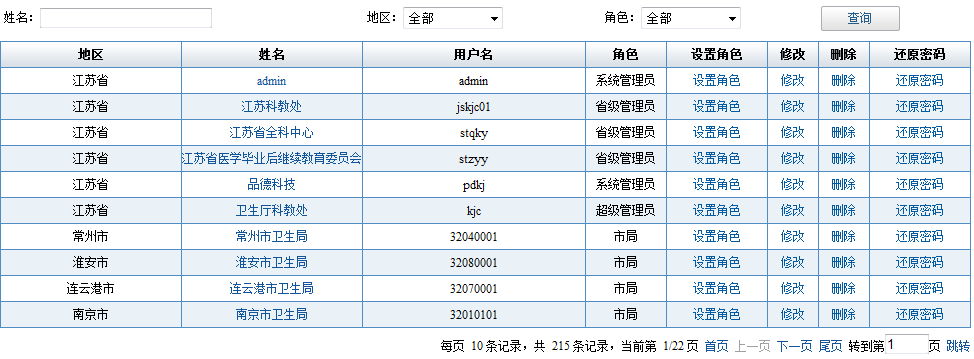 姓名： 地区： 全部 角色： 全部 查询
地区 姓名 用户名 角色 设置角色 修改 删除 还原密码
江苏省 admin admin 系统管理员 设置角色 修改 删除 还原密码
江苏省 江苏科教处 jskjc01 省级管理员 设置角色 修改 删除 还原密码
江苏省 江苏省全科中心 stqky 省级管理员 设置角色 修改 删除 还原密码
江苏省 江苏省医学毕业后继续教育委员会 stzyy 省级管理员 设置角色 修改 删除 还原密码
江苏省 品德科技 pdkj 系统管理员 设置角色 修改 删除 还原密码
江苏省 卫生厅科教处 kjc 超级管理员 设置角色 修改 删除 还原密码
常州市 常州市卫生局 32040001 市局 设置角色 修改 删除 还原密码
淮安市 淮安市卫生局 32080001 市局 设置角色 修改 删除 还原密码
连云港市 连云港市卫生局 32070001 市局 设置角色 修改 删除 还原密码
南京市 南京市卫生局 32010101 市局 设置角色 修改 删除 还原密码
每页 10 条记录，共 215 条记录，当前第 1/22 页 首页 上一页 下一页 尾页 转到第 1 页 跳转